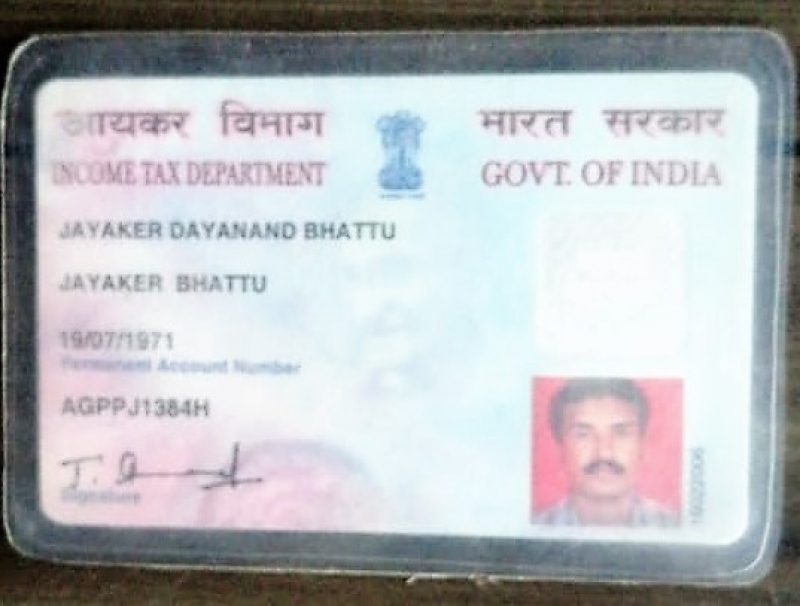 आयकर विभाग
भारत सरकार
INCOME TAX DEPARTMENT
GOVT. OF INDIA
JAYAKER DAYANAND BHATTU
JAYAKER BHATTU
19/07/1971
Permanent Account Number
AGPPJ1384H
Signature